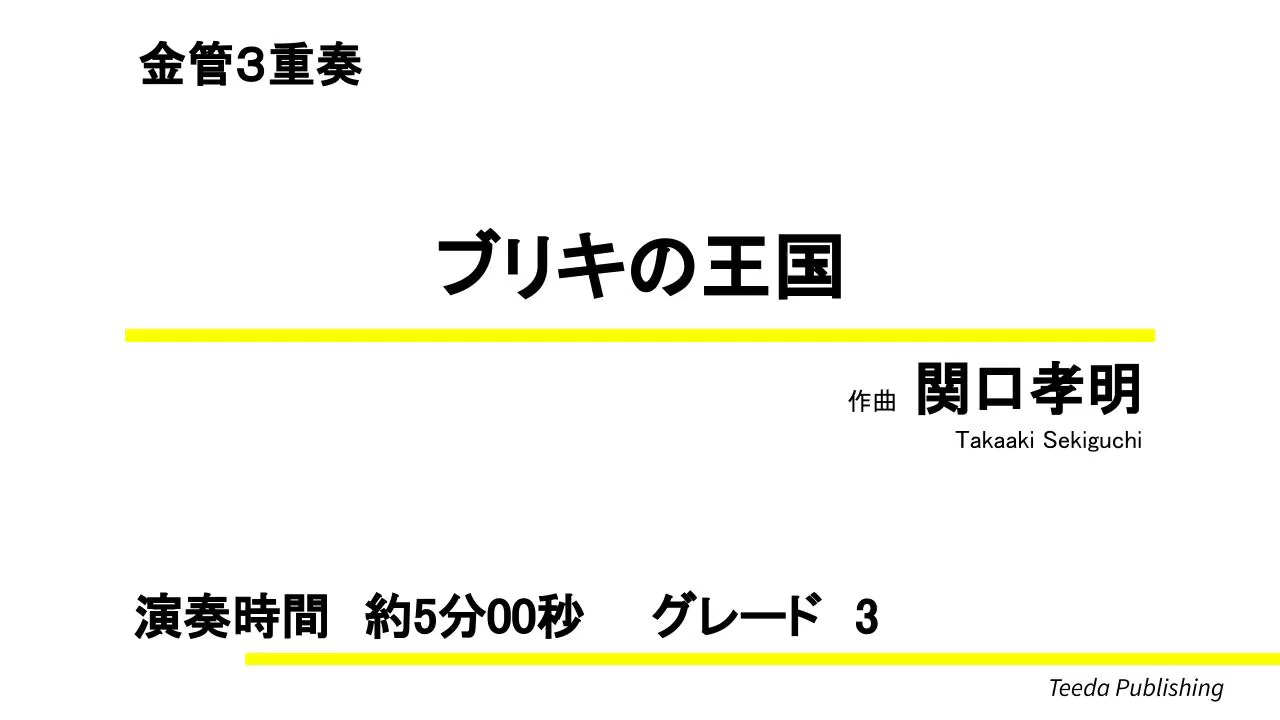 金管３重奏
ブリキの王国
作曲 関口孝明
Takaaki Sekiguchi
演奏時間　約5分00秒　グレード　3
Teeda Publishing